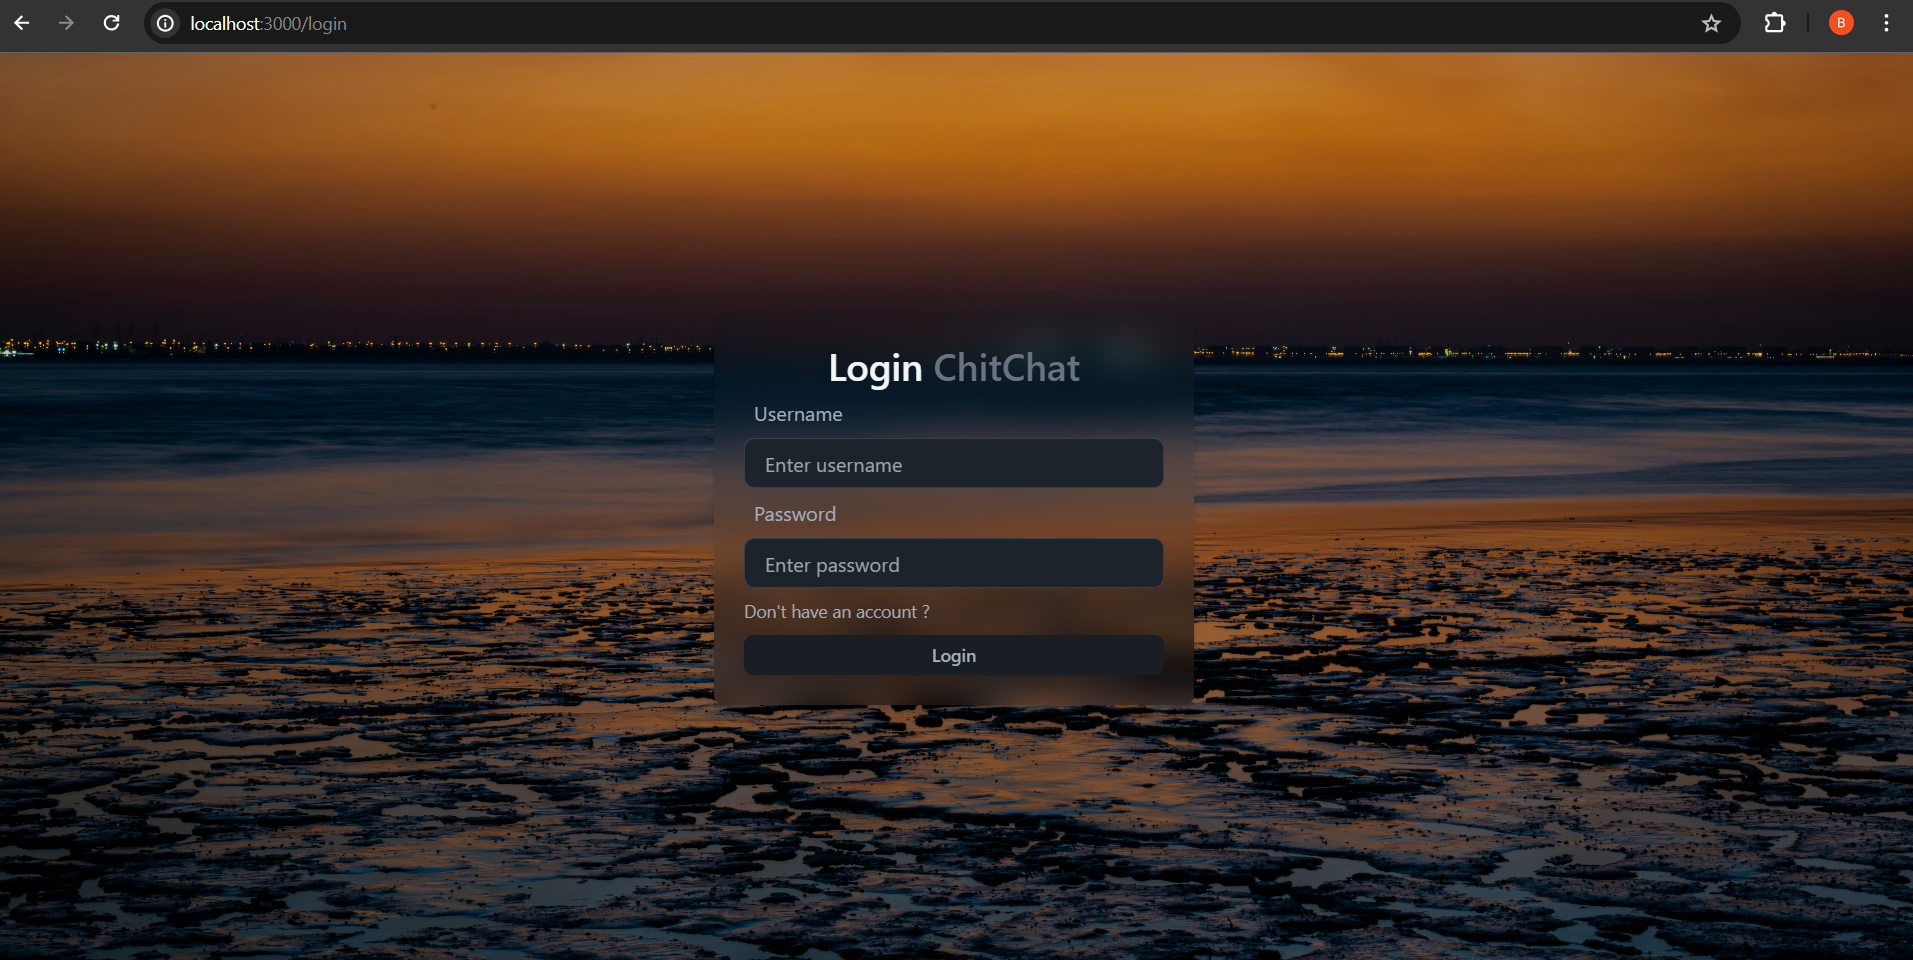 localhost:3000/login
B
Login ChitChat
Username
Enter username
Password
Enter password
Don't have an account ?
Login